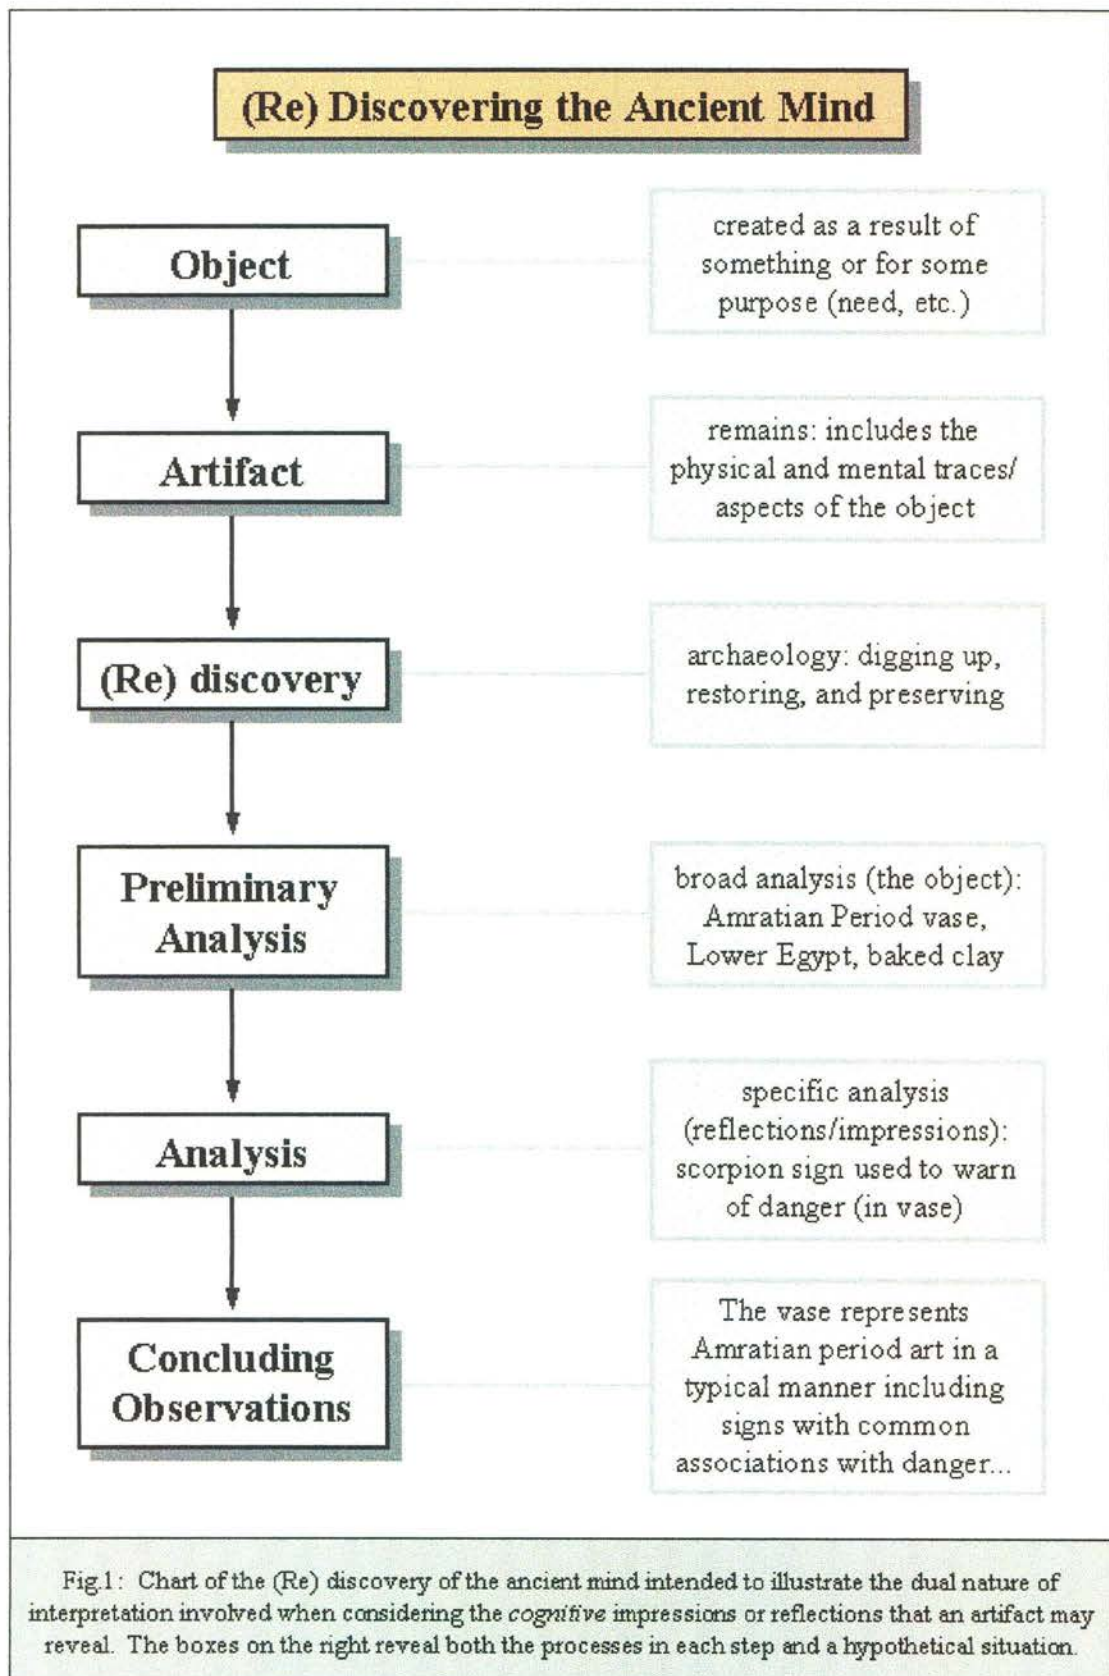 (Re) Discovering the Ancient Mind
Object
created as a result of
something or for some
purpose (need, etc.)
Artifact
remains: includes the
physical and mental traces/
aspects of the object
(Re) discovery
archaeology: digging up,
restoring, and preserving
Preliminary
Analysis
broad analysis (the object):
Amratian Period vase,
Lower Egypt, baked clay
Analysis
specific analysis
(reflections/impressions):
scorpion sign used to warn
of danger (in vase)
Concluding
Observations
The vase represents
Amratian period art in a
typical manner including
signs with common
associations with danger...
Fig.1: Chart of the (Re) discovery of the ancient mind intended to illustrate the dual nature of
interpretation involved when considering the cognitive impressions or reflections that an artifact may
reveal. The boxes on the right reveal both the processes in each step and a hypothetical situation.